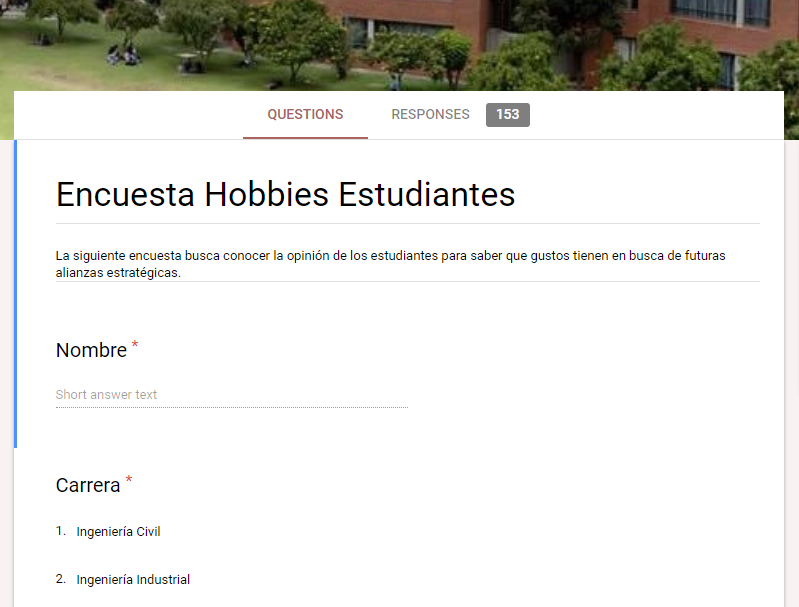 QUESTIONS RESPONSES 153
Encuesta Hobbies Estudiantes
La siguiente encuesta busca conocer la opinión de los estudiantes para saber que gustos tienen en busca de futuras
alianzas estratégicas.
Nombre *
Short answer text
Carrera *
1. Ingeniería Civil
2. Ingeniería Industrial